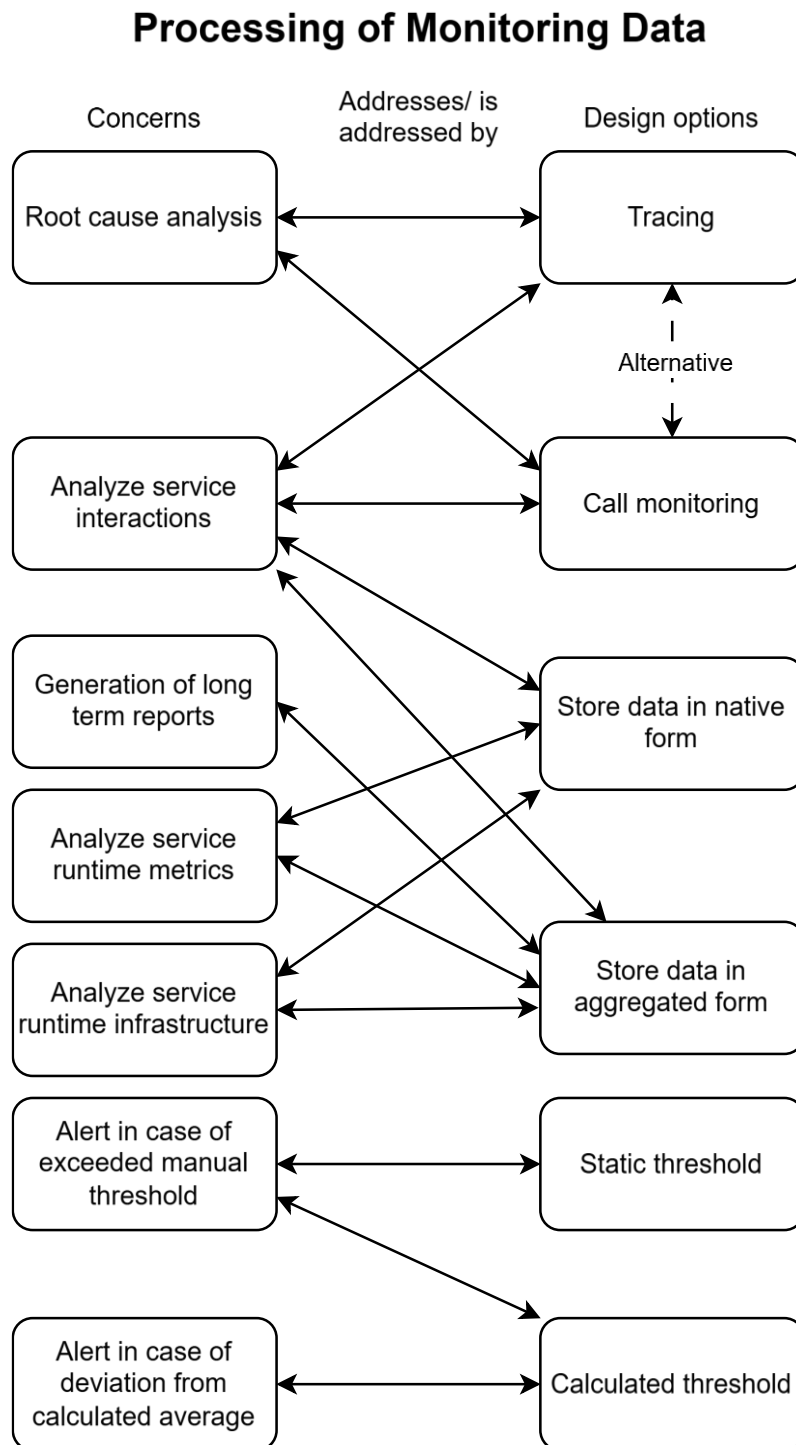 Processing of Monitoring Data
Concerns
Addresses/ is
addressed by
Design options
Root cause analysis
Tracing
Alternative
Analyze service
interactions
Call monitoring
Generation of long
term reports
Store data in native
form
Analyze service
runtime metrics
Analyze service
runtime infrastructure
Store data in
aggregated form
Alert in case of
exceeded manual
threshold
Static threshold
Alert in case of
deviation from
calculated average
Calculated threshold